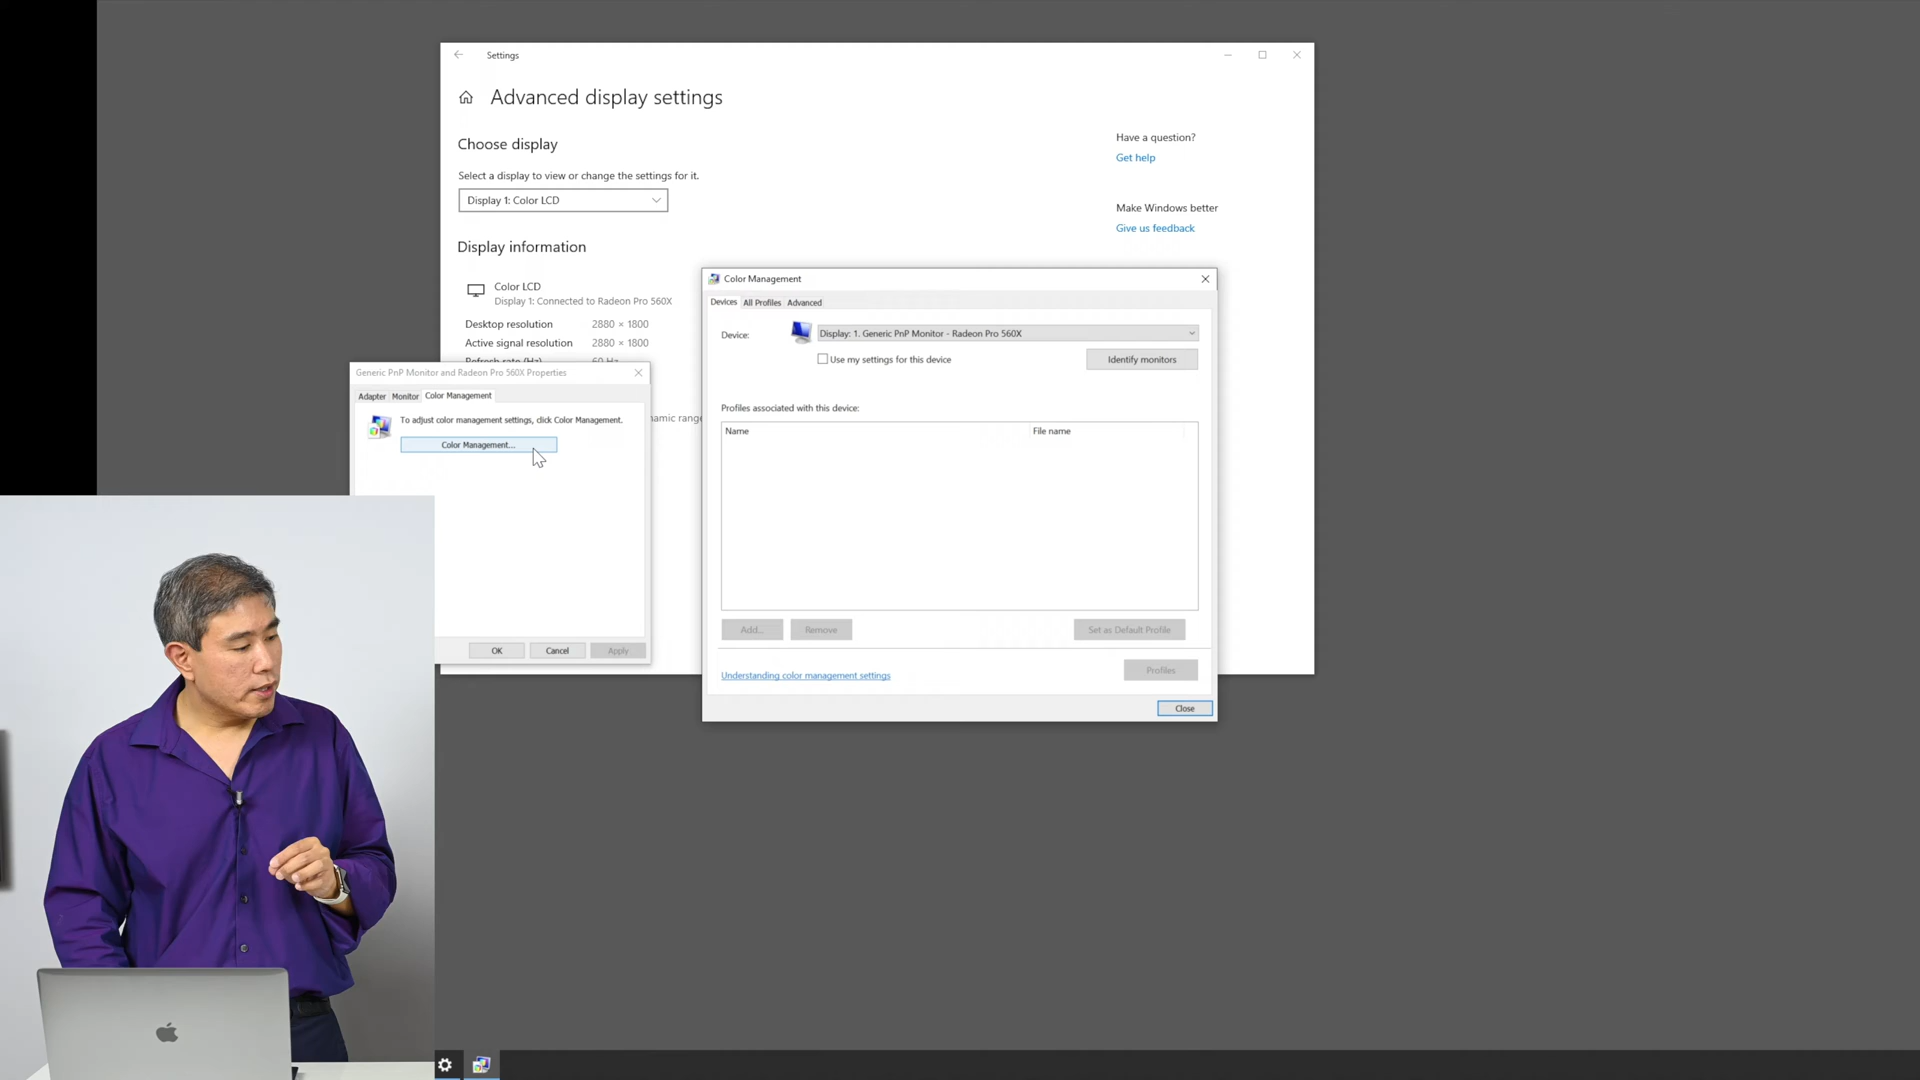 Settings
Advanced display settings
Choose display
Select a display to view or change the settings for it.
Display 1: Color LCD
Display information
Color LCD
Display 1: Connected to Radeon Pro 560X
Desktop resolution 2880 × 1800
Active signal resolution 2880 × 1800
Refresh rate (Hz) 60 Hz
namic rang
Have a question?
Get help
Make Windows better
Give us feedback
Generic PnP Monitor and Radeon Pro 560X Properties
Adapter Monitor Color Management
To adjust color management settings, click Color Management.
Color Management...
OK Cancel Apply
Color Management
Devices All Profiles Advanced
Device: Display: 1. Generic PnP Monitor - Radeon Pro 560X
Use my settings for this device Identify monitors
Profiles associated with this device:
Name File name
Add... Remove Set as Default Profile
Understanding color management settings Profiles
Close